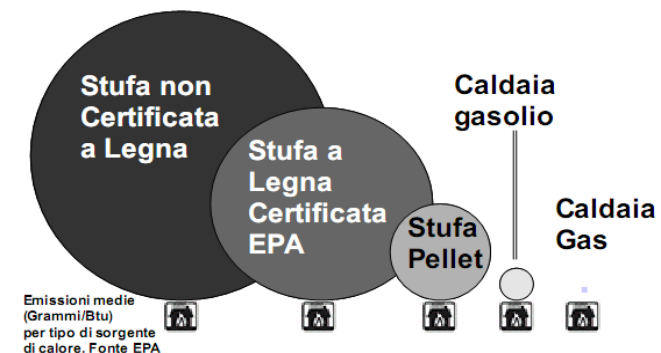 Stufa non
Certificata
a Legna
Stufa a
Legna
Certificata
EPA
Stufa
Pellet
Caldaia
gasolio
Caldaia
Gas
Emissioni medie
(Grammi/Btu)
per tipo di sorgente
di calore. Fonte EPA